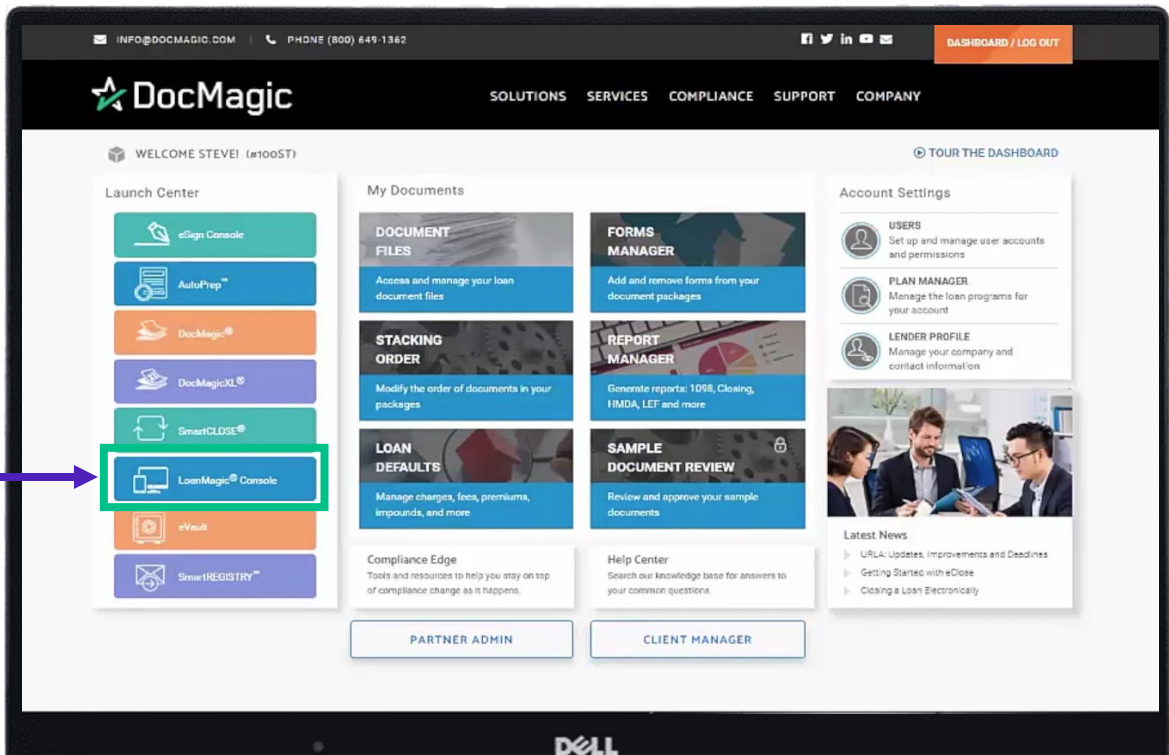 INFO@DOCMAGIC.COM | PHONE (800) 649-1362
DASHBOARD / LOG OUT
DocMagic
SOLUTIONS SERVICES COMPLIANCE SUPPORT COMPANY
WELCOME STEVE! (#100ST)
TOUR THE DASHBOARD
Launch Center
eSign Console
AutoPrep™
DocMagic®
DocMagicXL®
SmartCLOSE®
LoanMagic® Console
eVault
SmartREGISTRY™
My Documents
DOCUMENT
FILES
Access and manage your loan
document files
FORMS
MANAGER
Add and remove forms from your
document packages
STACKING
ORDER
Modify the order of documents in your
packages
REPORT
MANAGER
Generate reports: 1098, Closing,
HMDA, LEF and more
LOAN
DEFAULTS
Manage charges, fees, premiums,
impounds, and more
SAMPLE
DOCUMENT REVIEW
Review and approve your sample
documents
Compliance Edge
Tools and resources to help you stay on top
of compliance change as it happens.
Help Center
Search our knowledge base for answers to
your common questions.
PARTNER ADMIN
CLIENT MANAGER
Account Settings
USERS
Set up and manage user accounts
and permissions
PLAN MANAGER
Manage the loan programs for
your account
LENDER PROFILE
Manage your company and
contact information
Latest News
URLA: Updates, Improvements and Deadlines
Getting Started with eClose
Closing a Loan Electronically
DELL